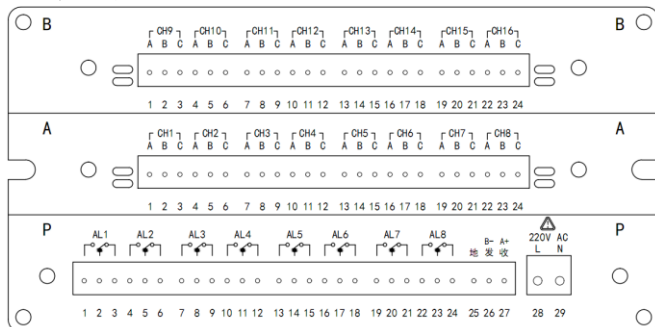 B CH9 CH10 CH11 CH12 CH13 CH14 CH15 CH16 B
A B C A B C A B C A B C A B C A B C A B C A B C
1 2 3 4 5 6 7 8 9 10 11 12 13 14 15 16 17 18 19 20 21 22 23 24
A CH1 CH2 CH3 CH4 CH5 CH6 CH7 CH8 A
A B C A B C A B C A B C A B C A B C A B C A B C
1 2 3 4 5 6 7 8 9 10 11 12 13 14 15 16 17 18 19 20 21 22 23 24
P AL1 AL2 AL3 AL4 AL5 AL6 AL7 AL8 220V AC P
B- A+ L N
地 发 收
1 2 3 4 5 6 7 8 9 10 11 12 13 14 15 16 17 18 19 20 21 22 23 24 25 26 27 28 29